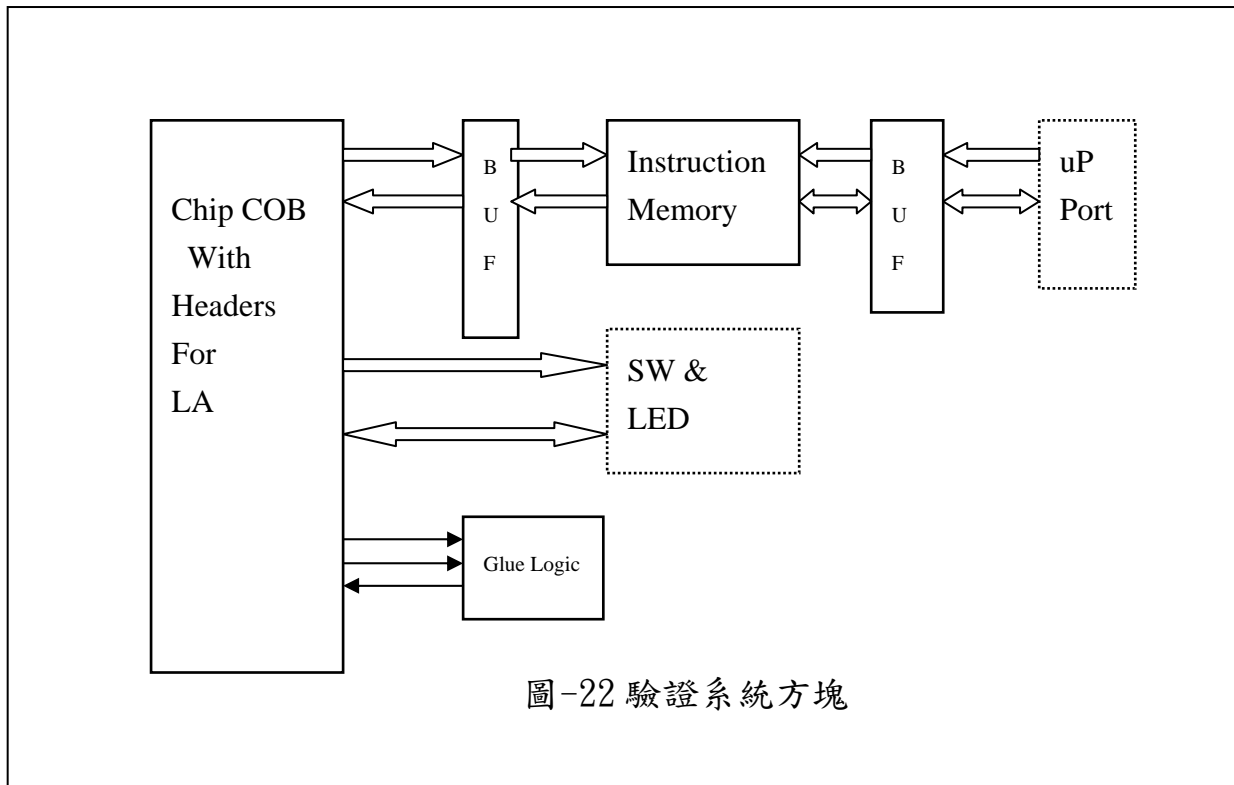 Chip COB
With
Headers
For
LA
B
U
F
Instruction
Memory
B
U
F
uP
Port
SW &
LED
Glue Logic
圖-22 驗證系統方塊